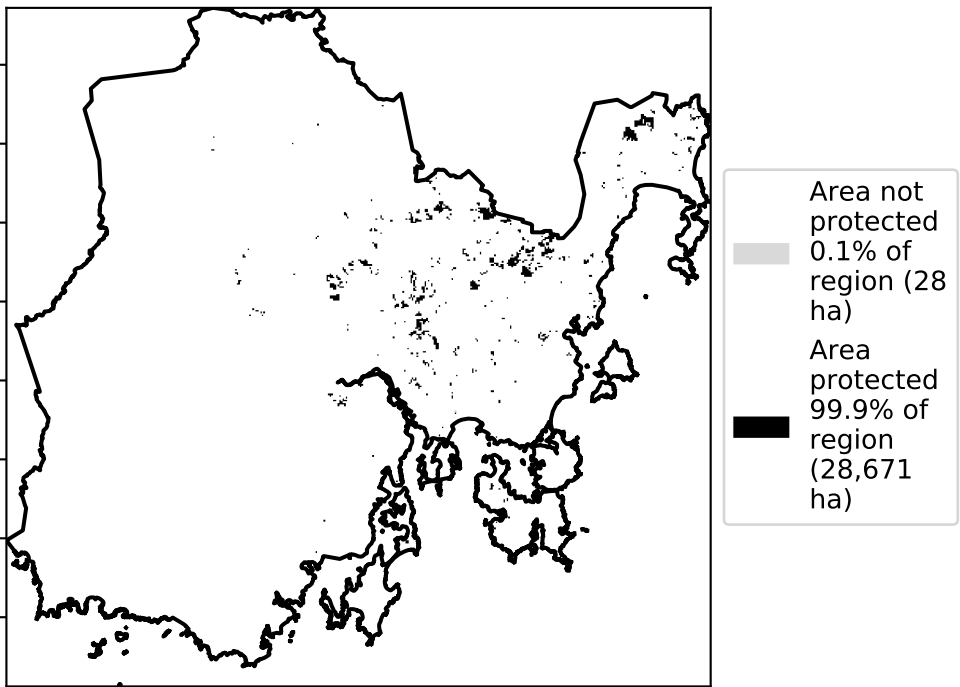 Area not
protected
0.1% of
region (28
ha)
Area
protected
99.9% of
region
(28,671
ha)